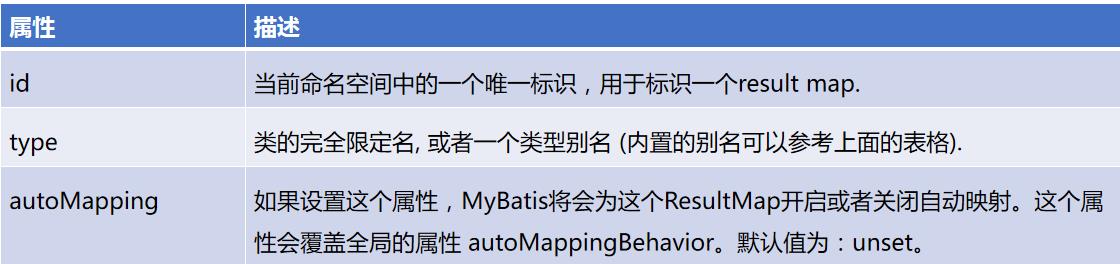 属性 描述
id 当前命名空间中的一个唯一标识，用于标识一个result map.
type 类的完全限定名, 或者一个类型别名 (内置的别名可以参考上面的表格).
autoMapping 如果设置这个属性，MyBatis将会为这个ResultMap开启或者关闭自动映射。这个属
性会覆盖全局的属性 autoMappingBehavior。默认值为：unset。